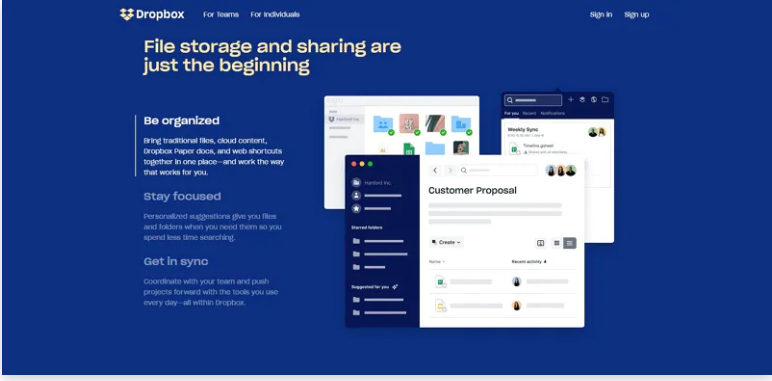 Dropbox
For Teams
For Individuals
Sign in
Sign up
File storage and sharing are
just the beginning
Be organized
Bring traditional files, cloud content,
Dropbox Paper docs, and web shortcuts
together in one place—and work the way
that works for you.
Stay focused
Personalized suggestions give you files
and folders when you need them so you
spend less time searching.
Get in sync
Coordinate with your team and push
projects forward with the tools you use
every day—all within Dropbox.
Hanford Inc.
For you
Recent
Notifications
Weekly Sync
Hanford Inc.
Starred folders
Suggested for you
Customer Proposal
Create
Name
Recent activity